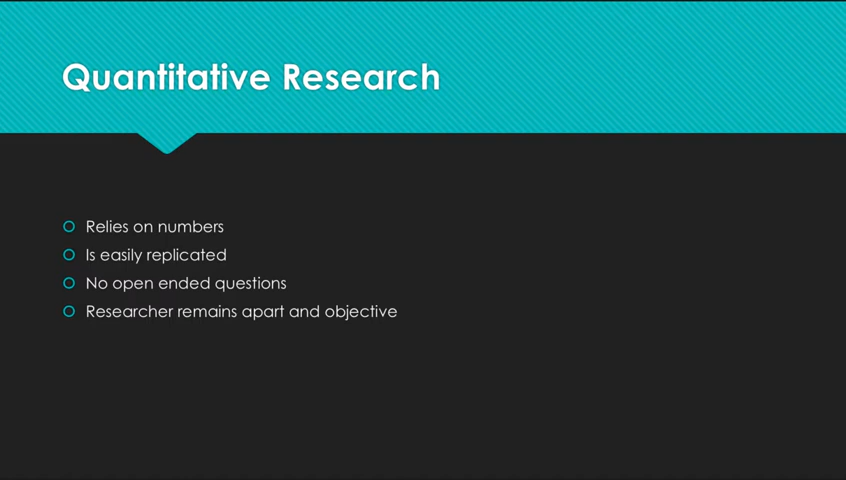 Quantitative Research
Relies on numbers
Is easily replicated
No open ended questions
Researcher remains apart and objective